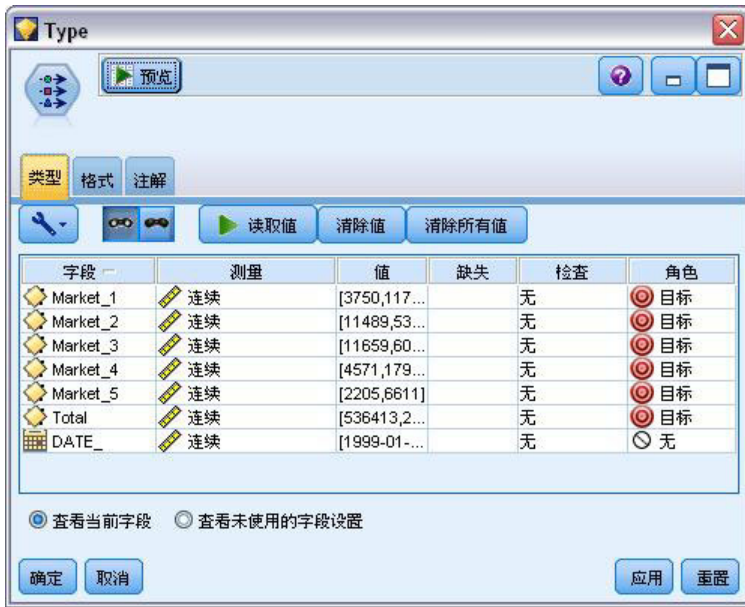 Type
预览
类型 格式 注解
读取值 清除值 清除所有值
字段 测量 值 缺失 检查 角色
Market_1 连续 [3750,117... 无 目标
Market_2 连续 [11489,53... 无 目标
Market_3 连续 [11659,60... 无 目标
Market_4 连续 [4571,179... 无 目标
Market_5 连续 [2205,6611] 无 目标
Total 连续 [536413,2... 无 目标
DATE_ 连续 [1999-01-... 无 无
查看当前字段 查看未使用的字段设置
确定 取消 应用 重置